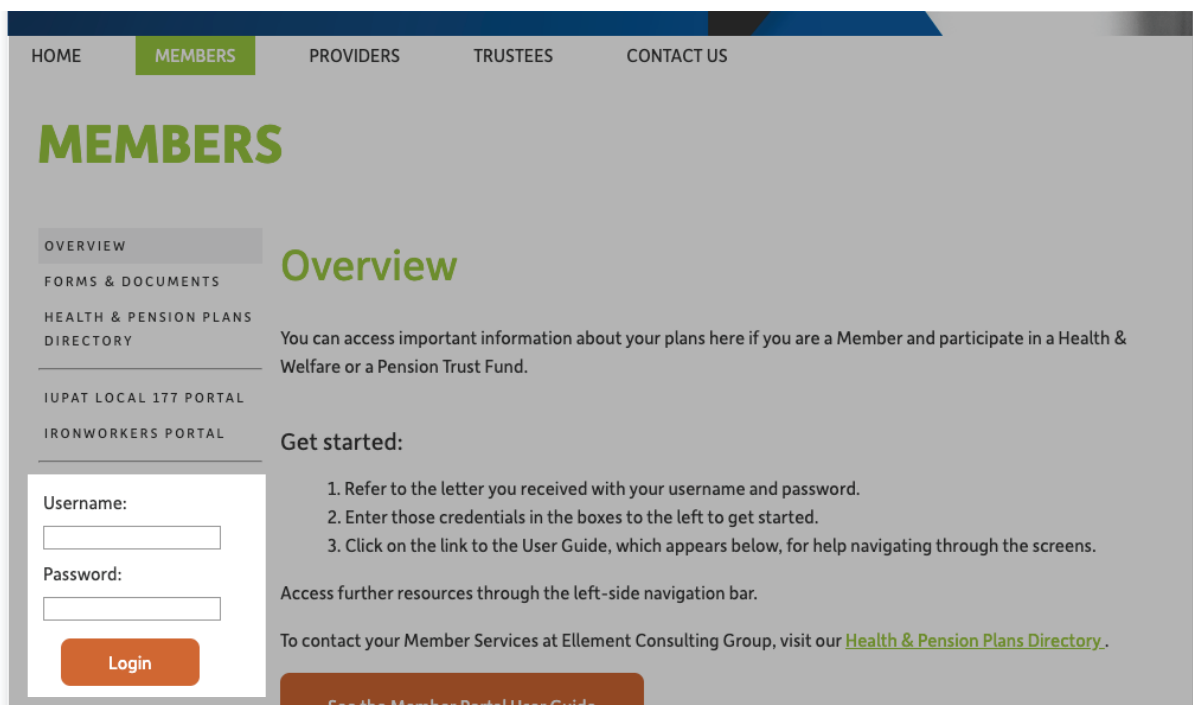 HOME MEMBERS PROVIDERS TRUSTEES CONTACT US
MEMBERS
OVERVIEW
FORMS & DOCUMENTS
HEALTH & PENSION PLANS
DIRECTORY
IUPAT LOCAL 177 PORTAL
IRONWORKERS PORTAL
Username:
Password:
Login
Overview
You can access important information about your plans here if you are a Member and participate in a Health &
Welfare or a Pension Trust Fund.
Get started:
1. Refer to the letter you received with your username and password.
2. Enter those credentials in the boxes to the left to get started.
3. Click on the link to the User Guide, which appears below, for help navigating through the screens.
Access further resources through the left-side navigation bar.
To contact your Member Services at Ellement Consulting Group, visit our Health & Pension Plans Directory .
See the Member Portal User Guide